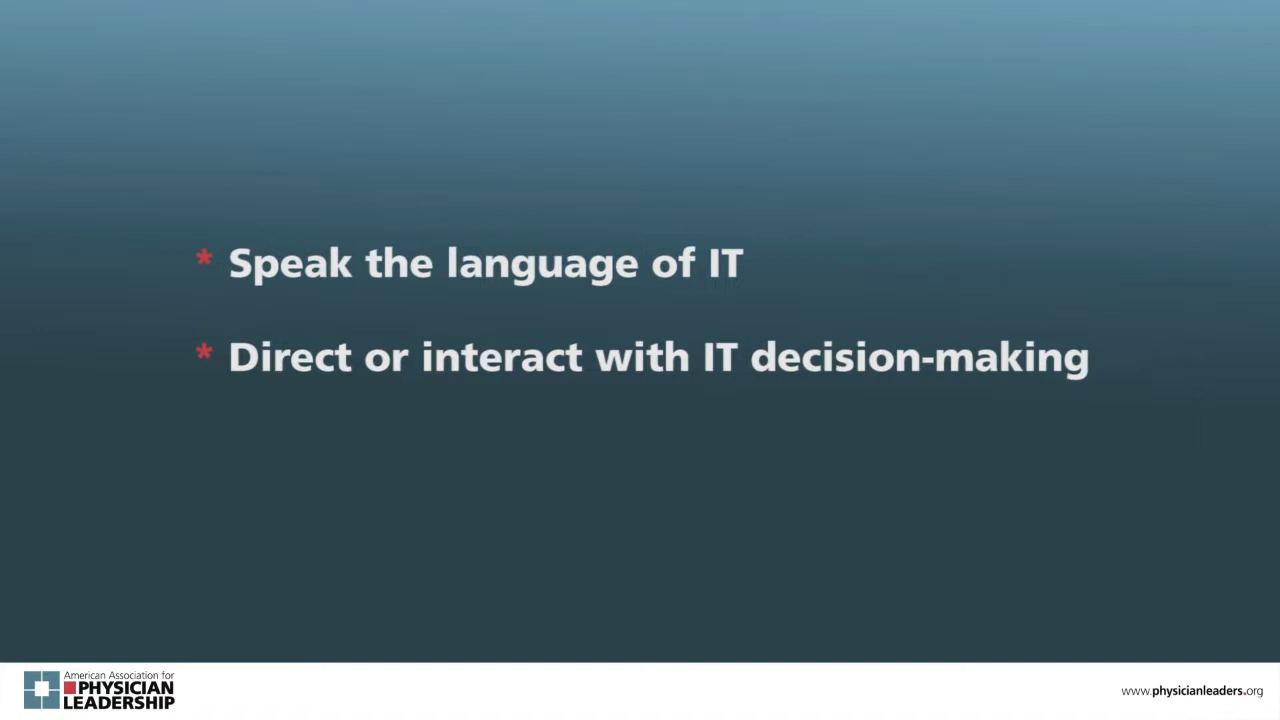 * Speak the language of IT
* Direct or interact with IT decision-making
American Association for
PHYSICIAN
LEADERSHIP
www.physicianleaders.org